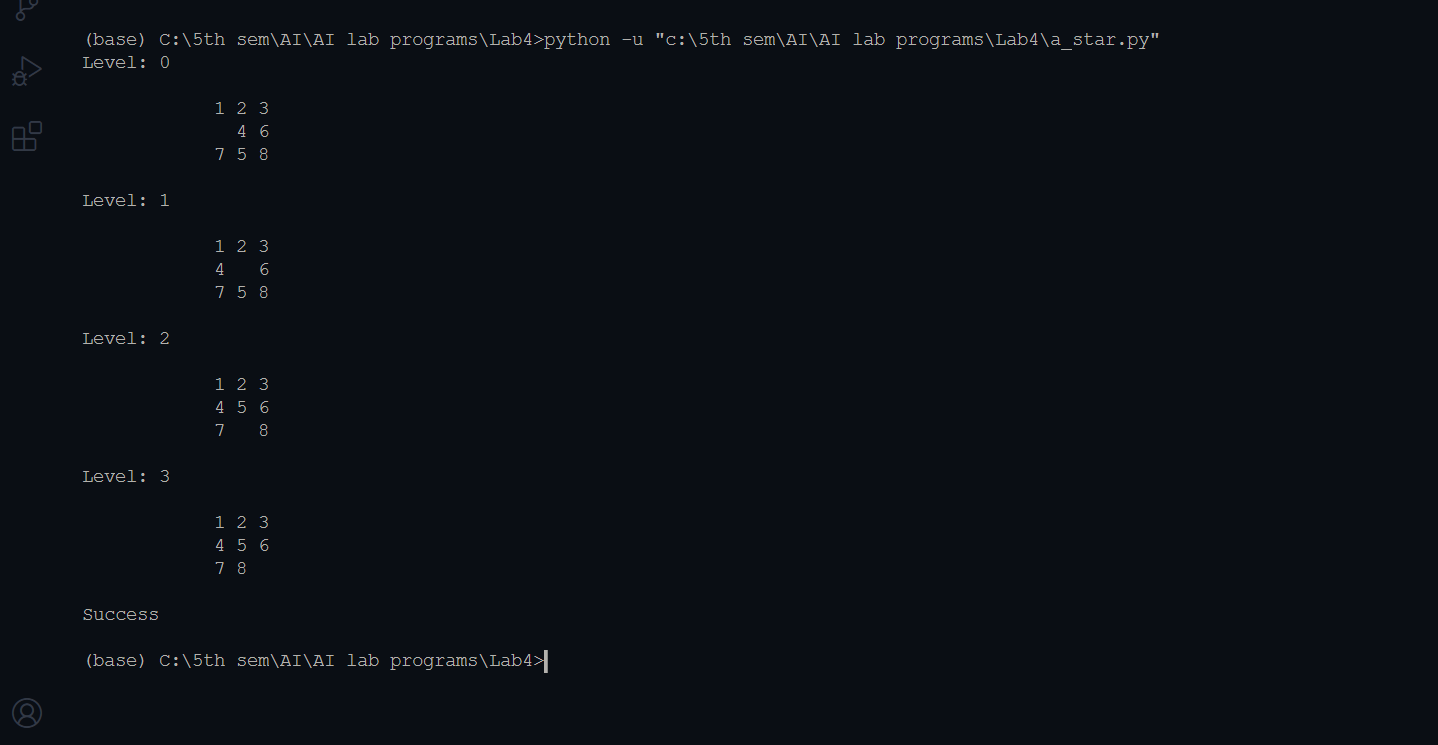 (base) C:\5th sem\AI\AI lab programs\Lab4>python -u "c:\5th sem\AI\AI lab programs\Lab4\a_star.py"
Level: 0
1 2 3
  4 6
7 5 8
Level: 1
1 2 3
4   6
7 5 8
Level: 2
1 2 3
4 5 6
7   8
Level: 3
1 2 3
4 5 6
7 8
Success
(base) C:\5th sem\AI\AI lab programs\Lab4>